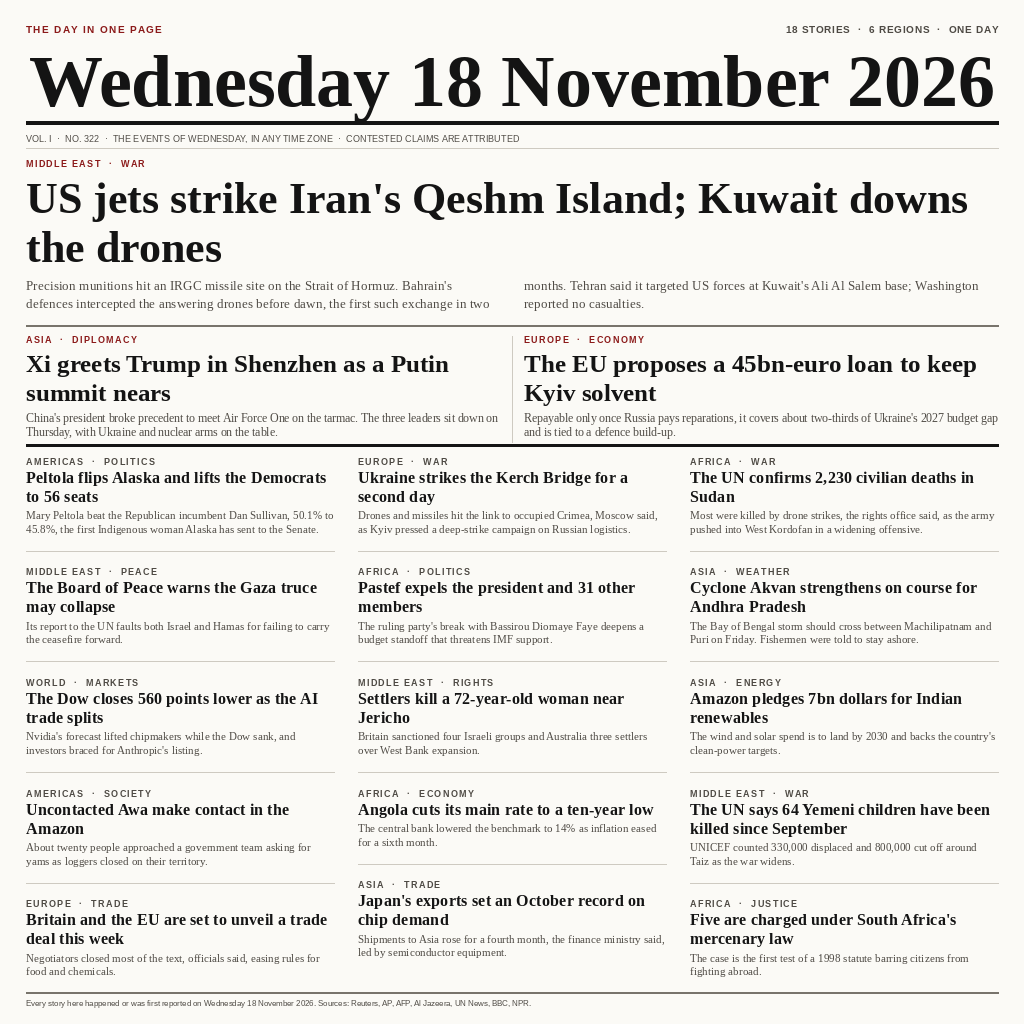 THE DAY IN ONE PAGE
18 STORIES · 6 REGIONS · ONE DAY
Wednesday 18 November 2026
VOL. I · NO. 322 · THE EVENTS OF WEDNESDAY, IN ANY TIME ZONE · CONTESTED CLAIMS ARE ATTRIBUTED
MIDDLE EAST · WAR
US jets strike Iran's Qeshm Island; Kuwait downs
the drones
Precision munitions hit an IRGC missile site on the Strait of Hormuz. Bahrain's
defences intercepted the answering drones before dawn, the first such exchange in two
months. Tehran said it targeted US forces at Kuwait's Ali Al Salem base; Washington
reported no casualties.
ASIA · DIPLOMACY
Xi greets Trump in Shenzhen as a Putin
summit nears
China's president broke precedent to meet Air Force One on the tarmac. The three leaders sit down on
Thursday, with Ukraine and nuclear arms on the table.
EUROPE · ECONOMY
The EU proposes a 45bn-euro loan to keep
Kyiv solvent
Repayable only once Russia pays reparations, it covers about two-thirds of Ukraine's 2027 budget gap
and is tied to a defence build-up.
AMERICAS · POLITICS
Peltola flips Alaska and lifts the Democrats
to 56 seats
Mary Peltola beat the Republican incumbent Dan Sullivan, 50.1% to
45.8%, the first Indigenous woman Alaska has sent to the Senate.
MIDDLE EAST · PEACE
The Board of Peace warns the Gaza truce
may collapse
Its report to the UN faults both Israel and Hamas for failing to carry
the ceasefire forward.
WORLD · MARKETS
The Dow closes 560 points lower as the AI
trade splits
Nvidia's forecast lifted chipmakers while the Dow sank, and
investors braced for Anthropic's listing.
AMERICAS · SOCIETY
Uncontacted Awa make contact in the
Amazon
About twenty people approached a government team asking for
yams as loggers closed on their territory.
EUROPE · TRADE
Britain and the EU are set to unveil a trade
deal this week
Negotiators closed most of the text, officials said, easing rules for
food and chemicals.
EUROPE · WAR
Ukraine strikes the Kerch Bridge for a
second day
Drones and missiles hit the link to occupied Crimea, Moscow said,
as Kyiv pressed a deep-strike campaign on Russian logistics.
AFRICA · POLITICS
Pastef expels the president and 31 other
members
The ruling party's break with Bassirou Diomaye Faye deepens a
budget standoff that threatens IMF support.
MIDDLE EAST · RIGHTS
Settlers kill a 72-year-old woman near
Jericho
Britain sanctioned four Israeli groups and Australia three settlers
over West Bank expansion.
AFRICA · ECONOMY
Angola cuts its main rate to a ten-year low
The central bank lowered the benchmark to 14% as inflation eased
for a sixth month.
ASIA · TRADE
Japan's exports set an October record on
chip demand
Shipments to Asia rose for a fourth month, the finance ministry said,
led by semiconductor equipment.
AFRICA · WAR
The UN confirms 2,230 civilian deaths in
Sudan
Most were killed by drone strikes, the rights office said, as the army
pushed into West Kordofan in a widening offensive.
ASIA · WEATHER
Cyclone Akvan strengthens on course for
Andhra Pradesh
The Bay of Bengal storm should cross between Machilipatnam and
Puri on Friday. Fishermen were told to stay ashore.
ASIA · ENERGY
Amazon pledges 7bn dollars for Indian
renewables
The wind and solar spend is to land by 2030 and backs the country's
clean-power targets.
MIDDLE EAST · WAR
The UN says 64 Yemeni children have been
killed since September
UNICEF counted 330,000 displaced and 800,000 cut off around
Taiz as the war widens.
AFRICA · JUSTICE
Five are charged under South Africa's
mercenary law
The case is the first test of a 1998 statute barring citizens from
fighting abroad.
Every story here happened or was first reported on Wednesday 18 November 2026. Sources: Reuters, AP, AFP, Al Jazeera, UN News, BBC, NPR.